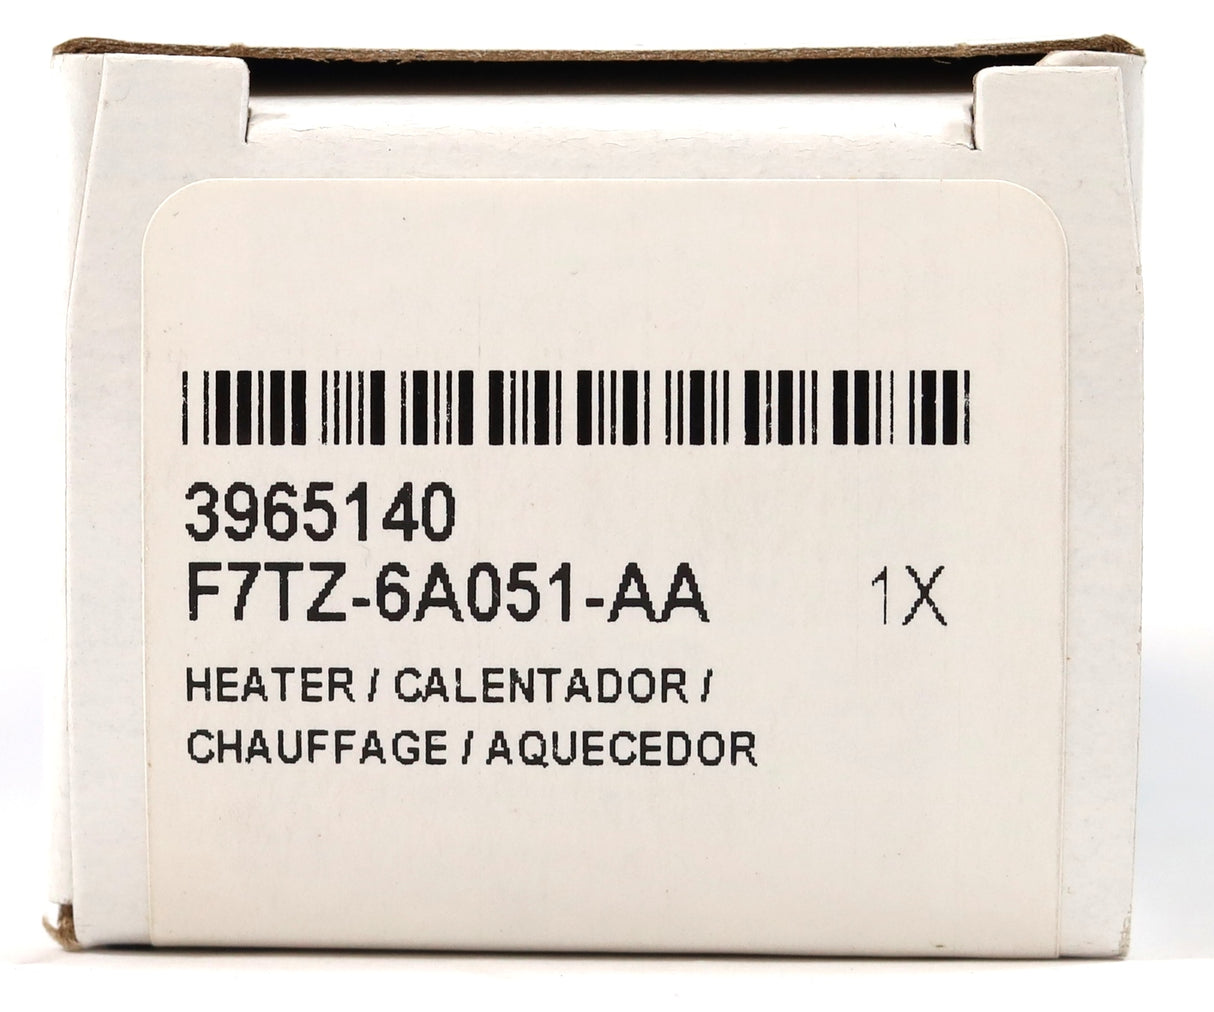 3965140
F7TZ-6A051-AA 1X
HEATER / CALENTADOR /
CHAUFFAGE / AQUECEDOR